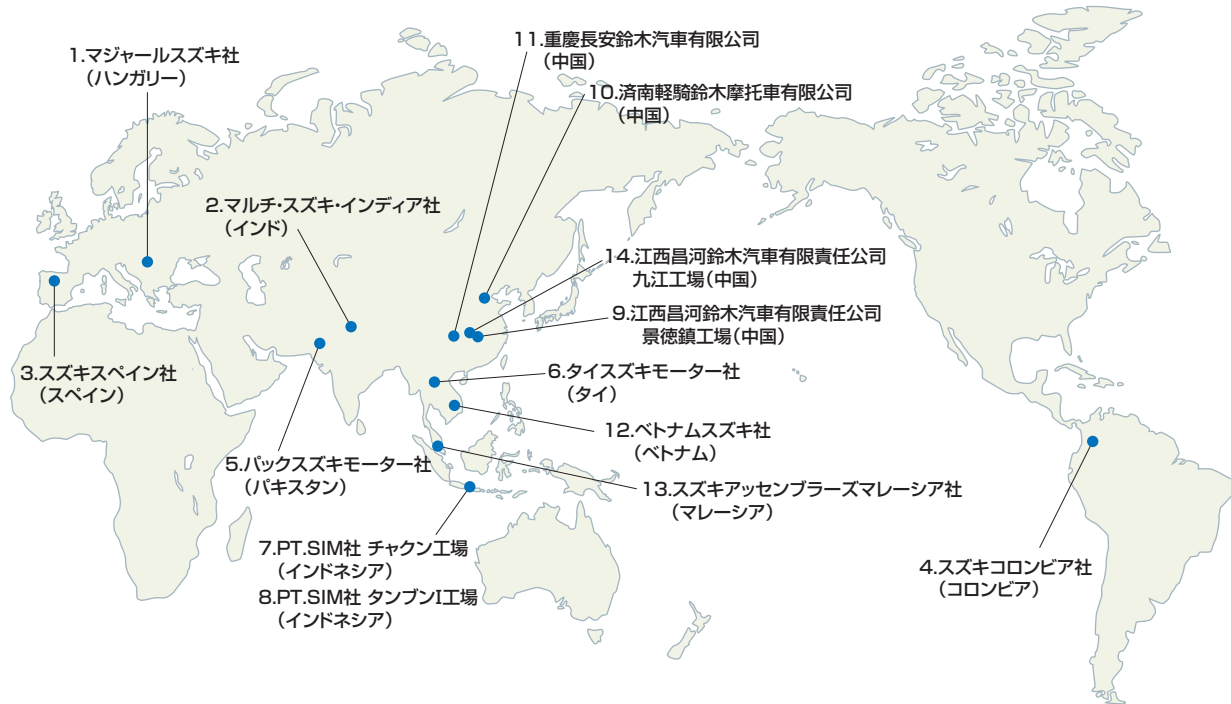 1.マジャールスズキ社
(ハンガリー)
11.重慶長安鈴木汽車有限公司
(中国)
10.済南軽騎鈴木摩托車有限公司
(中国)
2.マルチ・スズキ・インディア社
(インド)
14.江西昌河鈴木汽車有限責任公司
九江工場(中国)
9.江西昌河鈴木汽車有限責任公司
景徳鎮工場(中国)
3.スズキスペイン社
(スペイン)
6.タイスズキモーター社
(タイ)
12.ベトナムスズキ社
(ベトナム)
5.パックスズキモーター社
(パキスタン)
13.スズキアッセンブラーズマレーシア社
(マレーシア)
7.PT.SIM社 チャクン工場
(インドネシア)
8.PT.SIM社 タンブンI工場
(インドネシア)
4.スズキコロンビア社
(コロンビア)